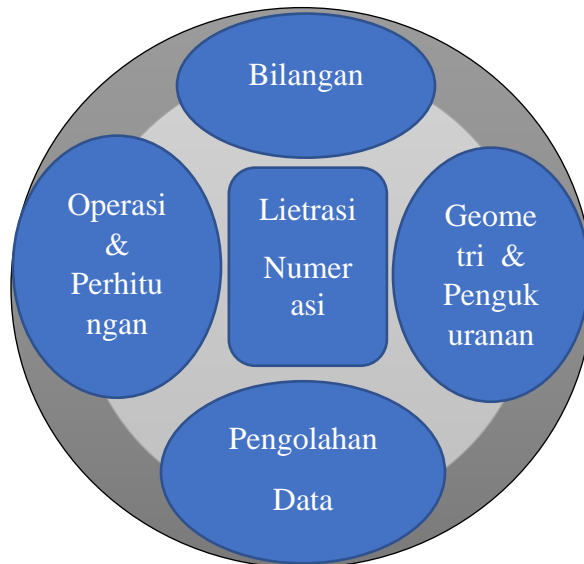 Bilangan
Operasi
&
Perhitu
ngan
Lietrasi
Numer
asi
Geome
tri &
Penguk
uranan
Pengolahan
Data